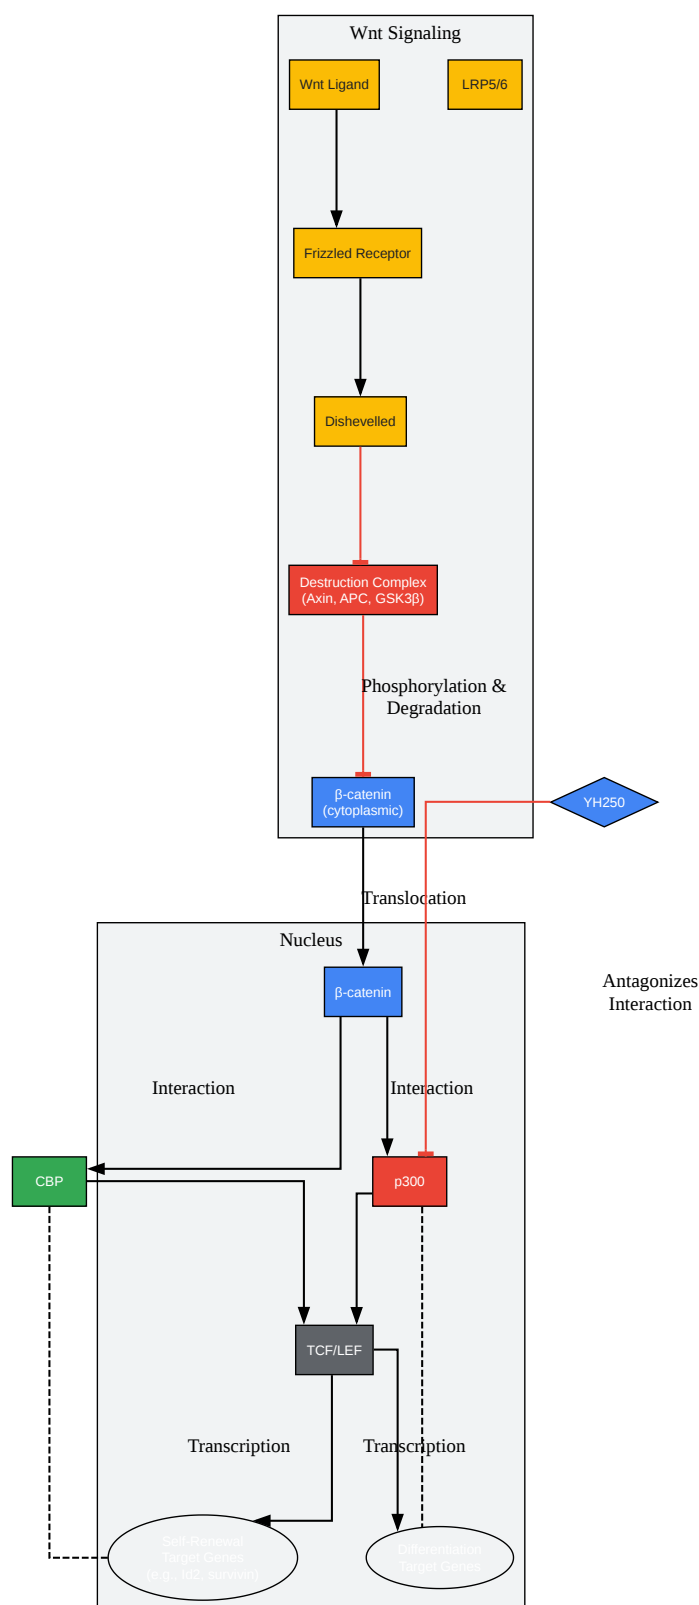 Wnt Signaling
Wnt Ligand
LRP5/6
Frizzled Receptor
Dishevelled
Destruction Complex
(Axin, APC, GSK3β)
Phosphorylation &
Degradation
β-catenin
(cytoplasmic)
YH250
Translocation
Nucleus
β-catenin
Antagonizes
Interaction
Interaction
Interaction
CBP
p300
TCF/LEF
Transcription
Transcription
Self-Renewal
Target Genes
(e.g., Id2, survivin)
Differentiation
Target Genes